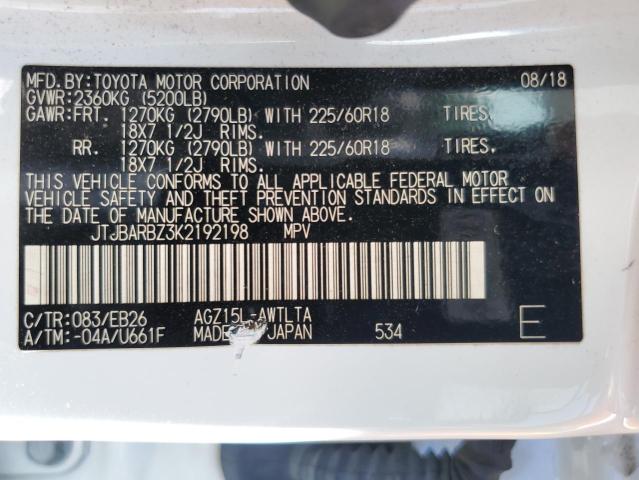 MFD.BY:TOYOTA MOTOR CORPORATION 08/18
GVWR:2360KG (5200LB)
GAWR:FRT. 1270KG (2790LB) WITH 225/60R18 TIRES,
18X7 1/2J RIMS.
RR. 1270KG (2790LB) WITH 225/60R18 TIRES,
18X7 1/2J RIMS.
THIS VEHICLE CONFORMS TO ALL APPLICABLE FEDERAL MOTOR
VEHICLE SAFETY AND THEFT PREVENTION STANDARDS IN EFFECT ON
THE DATE OF MANUFACTURE SHOWN ABOVE.
JTJBARBZ3K2192198 MPV
C/TR:083/EB26 AGZ15L-AWTLTA
A/TM:-04A/U661F MADE JAPAN 534 E